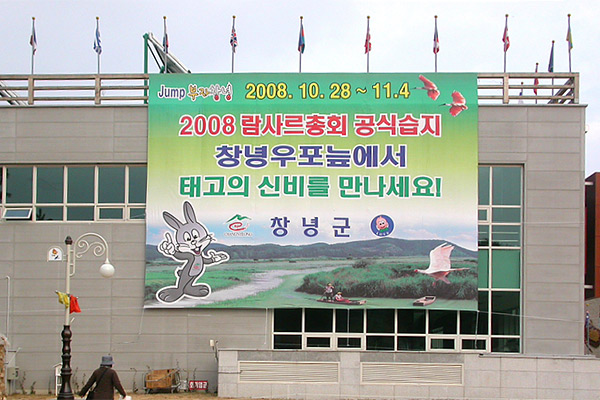 Jump 부자창녕
2008. 10. 28 ~ 11.4
2008 람사르총회 공식습지
창녕우포늪에서
태고의 신비를 만나세요!
창녕군